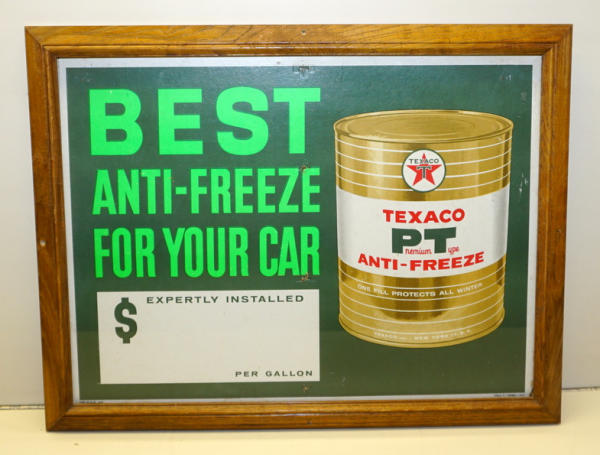 BEST
ANTI-FREEZE
FOR YOUR CAR
$ EXPERTLY INSTALLED
PER GALLON
TEXACO
T
TEXACO
PT
Premium Type
ANTI-FREEZE
ONE FILL PROTECTS ALL WINTER